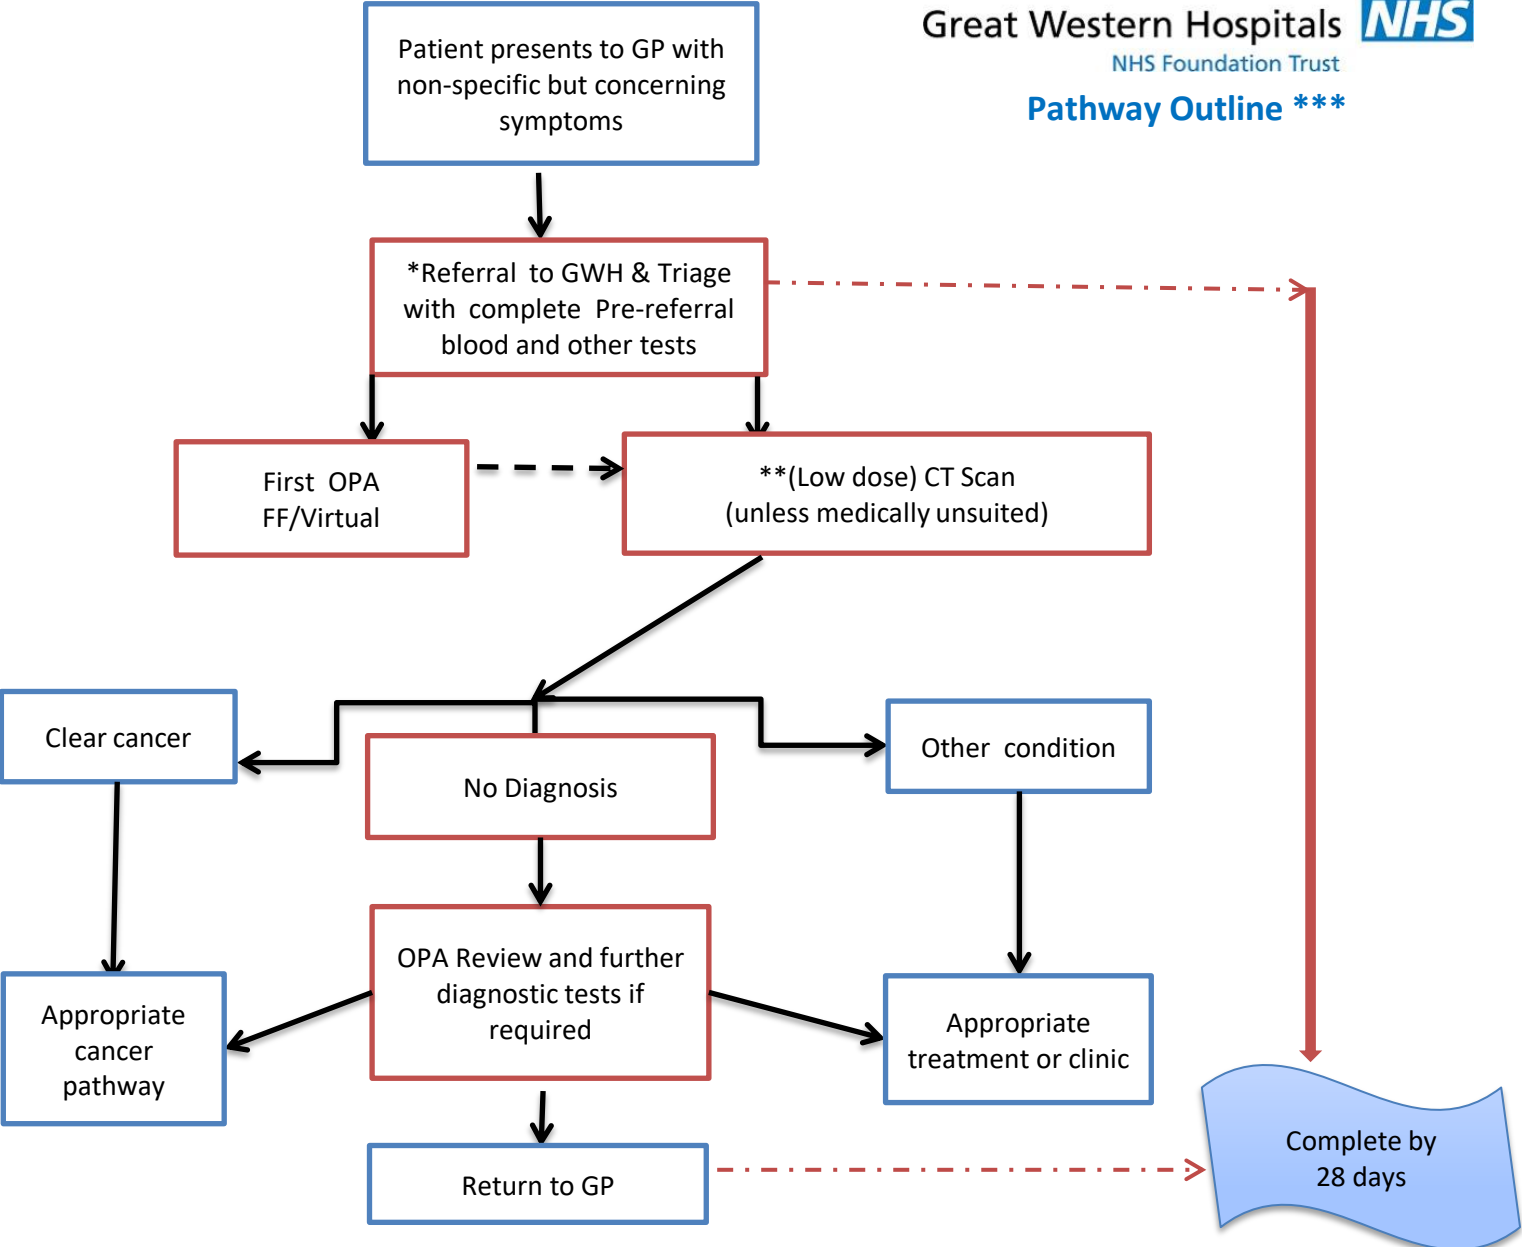 Great Western Hospitals NHS
NHS Foundation Trust
Pathway Outline ***
Patient presents to GP with
non-specific but concerning
symptoms
*Referral to GWH & Triage
with complete Pre-referral
blood and other tests
First OPA
FF/Virtual
**(Low dose) CT Scan
(unless medically unsuited)
Clear cancer
No Diagnosis
Other condition
Appropriate
cancer
pathway
OPA Review and further
diagnostic tests if
required
Appropriate
treatment or clinic
Return to GP
Complete by
28 days